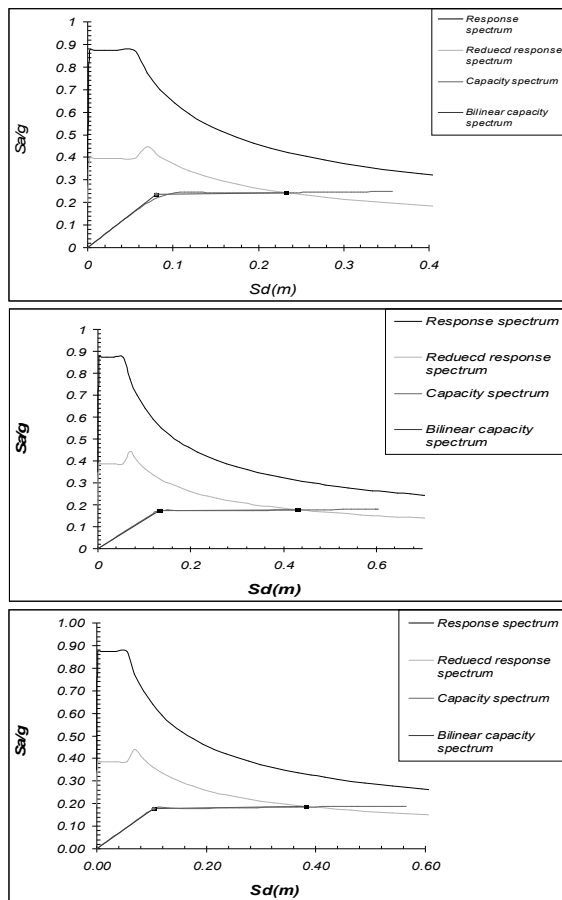 1
0.9
0.8
0.7
0.6
0.5
0.4
0.3
0.2
0.1
0
Sa/g
0 0.1 0.2 0.3 0.4
Sd(m)
Response
spectrum
Reduecd response
spectrum
Capacity spectrum
Bilinear capacity
spectrum
1
0.9
0.8
0.7
0.6
0.5
0.4
0.3
0.2
0.1
0
Sa/g
0 0.2 0.4 0.6
Sd(m)
Response spectrum
Reduecd response
spectrum
Capacity spectrum
Bilinear capacity
spectrum
1.00
0.90
0.80
0.70
0.60
0.50
0.40
0.30
0.20
0.10
0.00
Sa/g
0.00 0.20 0.40 0.60
Sd(m)
Response spectrum
Reduecd response
spectrum
Capacity spectrum
Bilinear capacity
spectrum